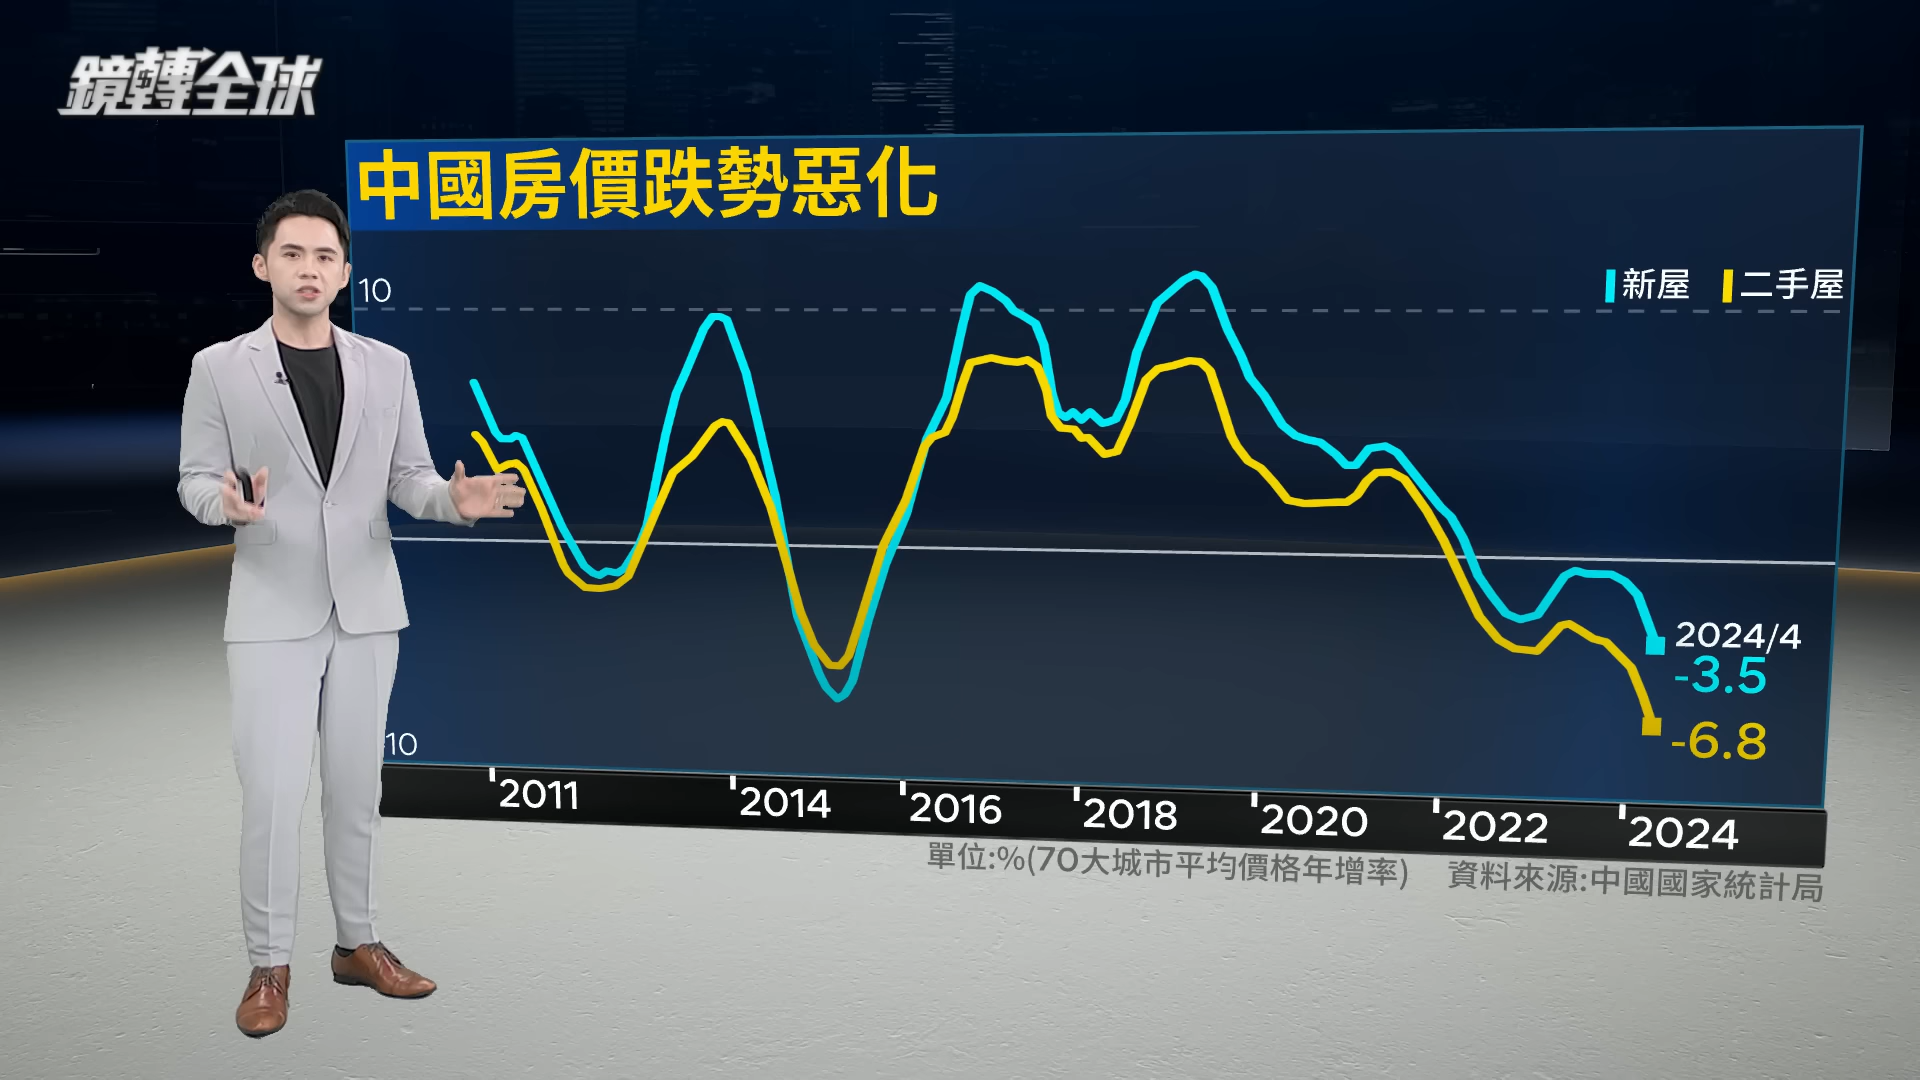 鏡轉全球
中國房價跌勢惡化
10
新屋 二手屋
2024/4
-3.5
-6.8
10
2011 2014 2016 2018 2020 2022 2024
單位:%(70大城市平均價格年增率) 資料來源:中國國家統計局